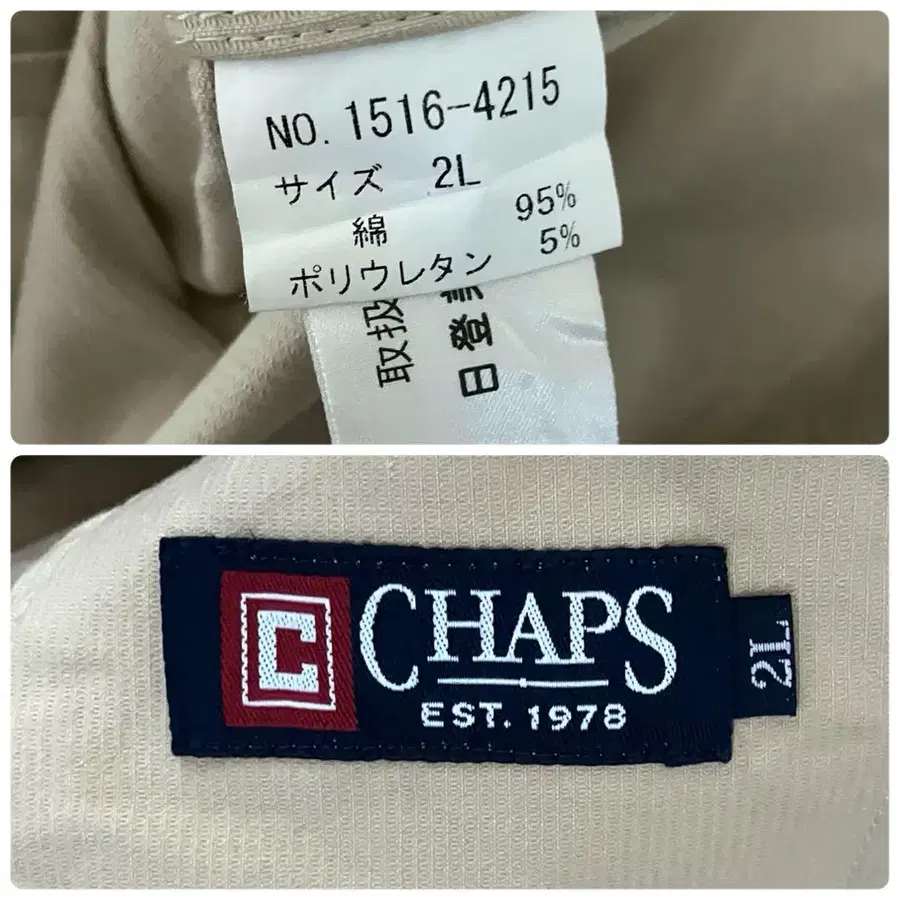 NO. 1516-4215
サイズ 2L
綿 95%
ポリウレタン 5%
取扱
日登
C CHAPS
EST. 1978
2L